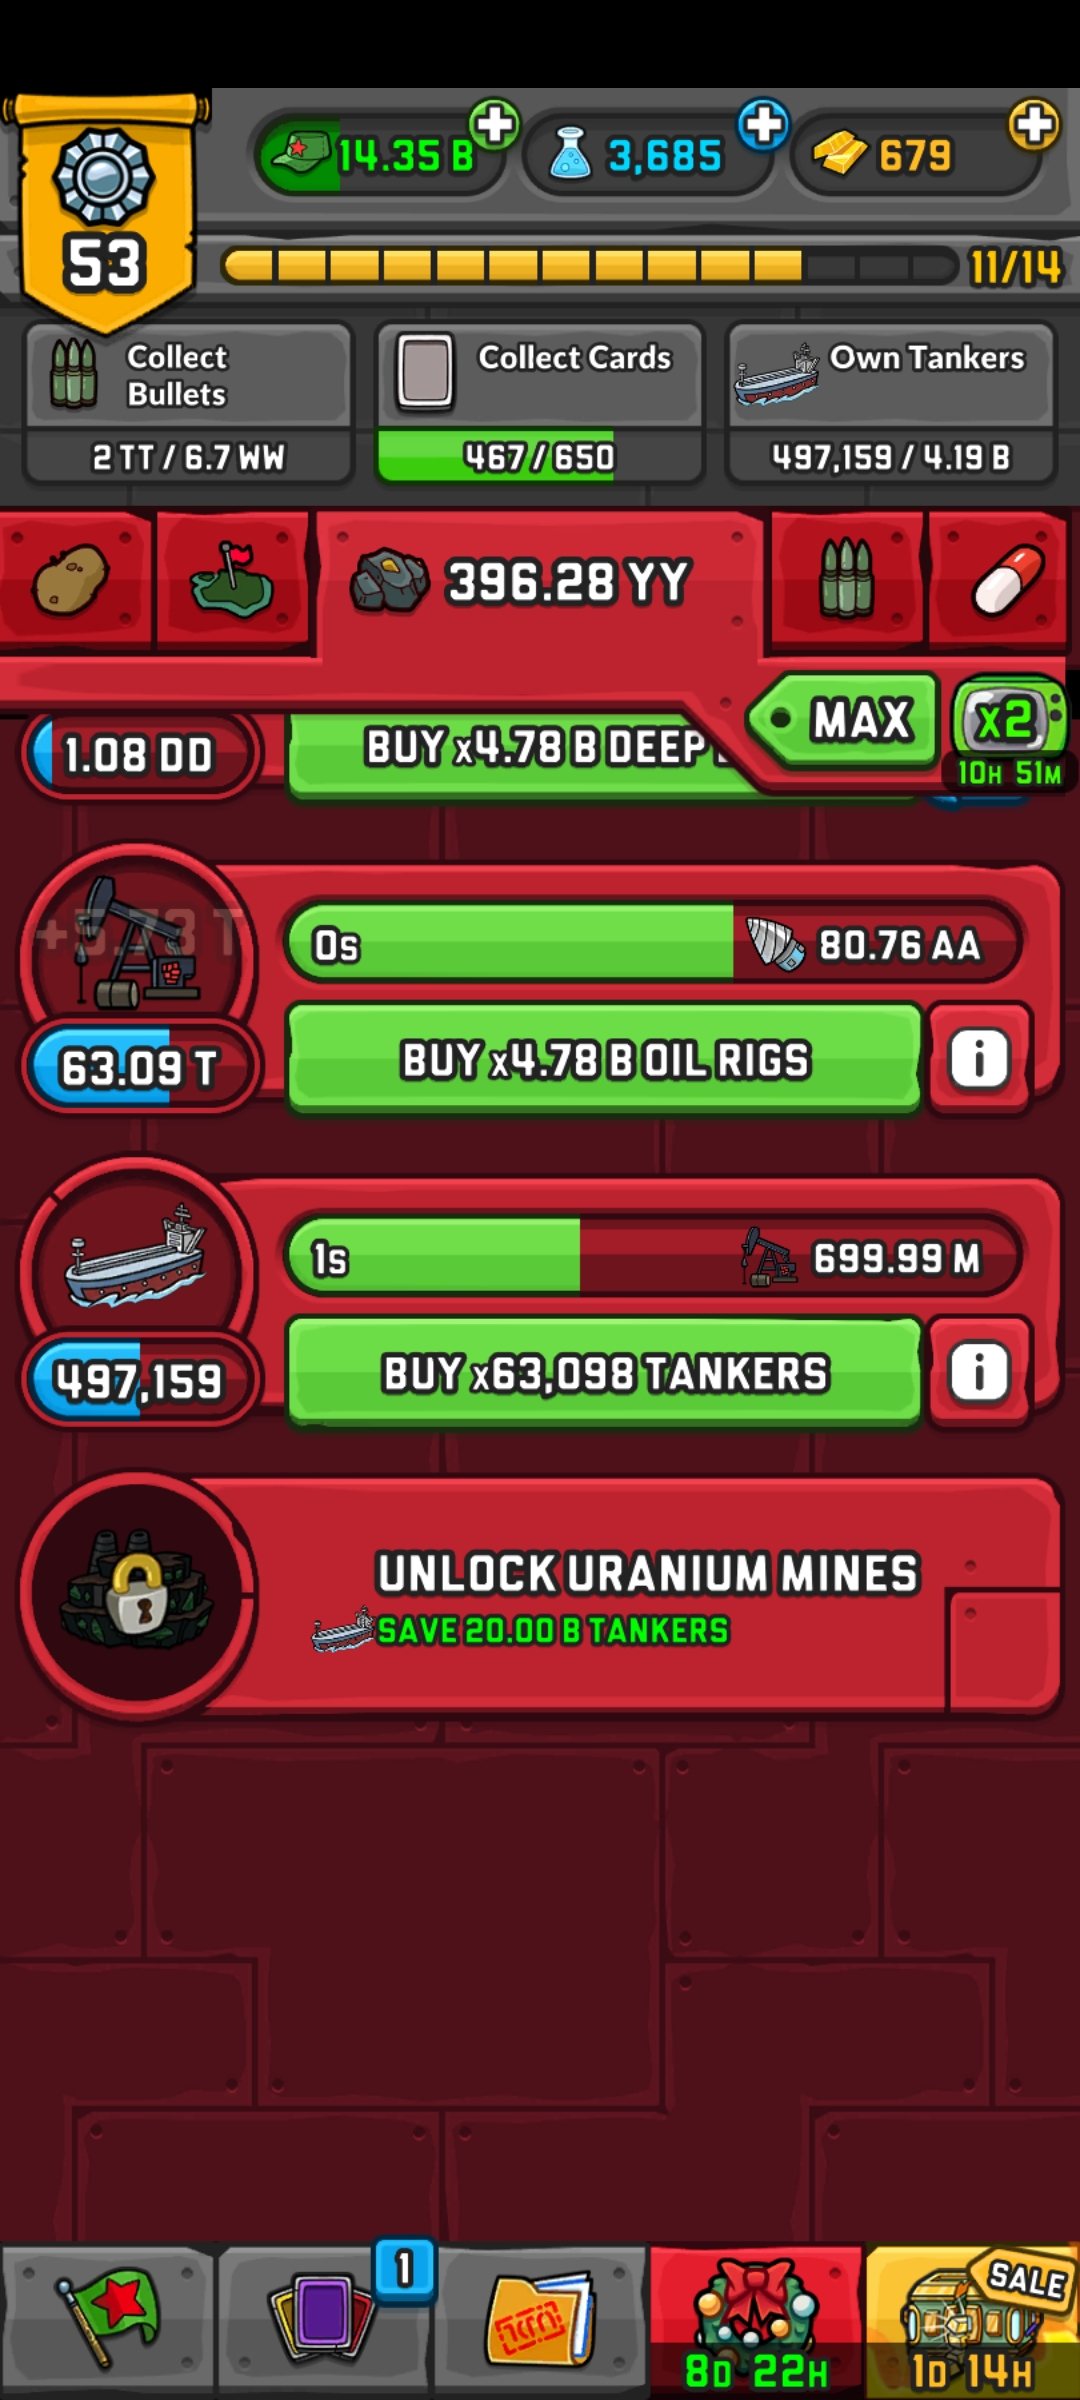 14.35 B
3,685
679
53
11/14
Collect
Bullets
Collect Cards
Own Tankers
2 TT / 6.7 WW
467/650
497,159 / 4.19 B
396.28 YY
MAX
x2
10H 51M
1.08 DD
BUY x4.78 B DEEP
+5.73 T
0s
80.76 AA
63.09 T
BUY x4.78 B OIL RIGS
i
1s
699.99 M
497,159
BUY x63,098 TANKERS
i
UNLOCK URANIUM MINES
SAVE 20.00 B TANKERS
1
SALE
8D 22H
1D 14H